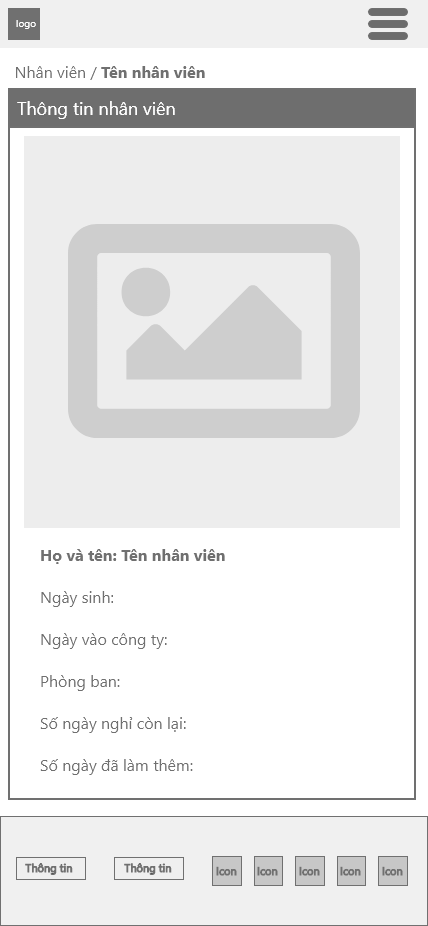 logo
Nhân viên / Tên nhân viên
Thông tin nhân viên
Họ và tên: Tên nhân viên
Ngày sinh:
Ngày vào công ty:
Phòng ban:
Số ngày nghỉ còn lại:
Số ngày đã làm thêm:
Thông tin Thông tin Icon Icon Icon Icon Icon